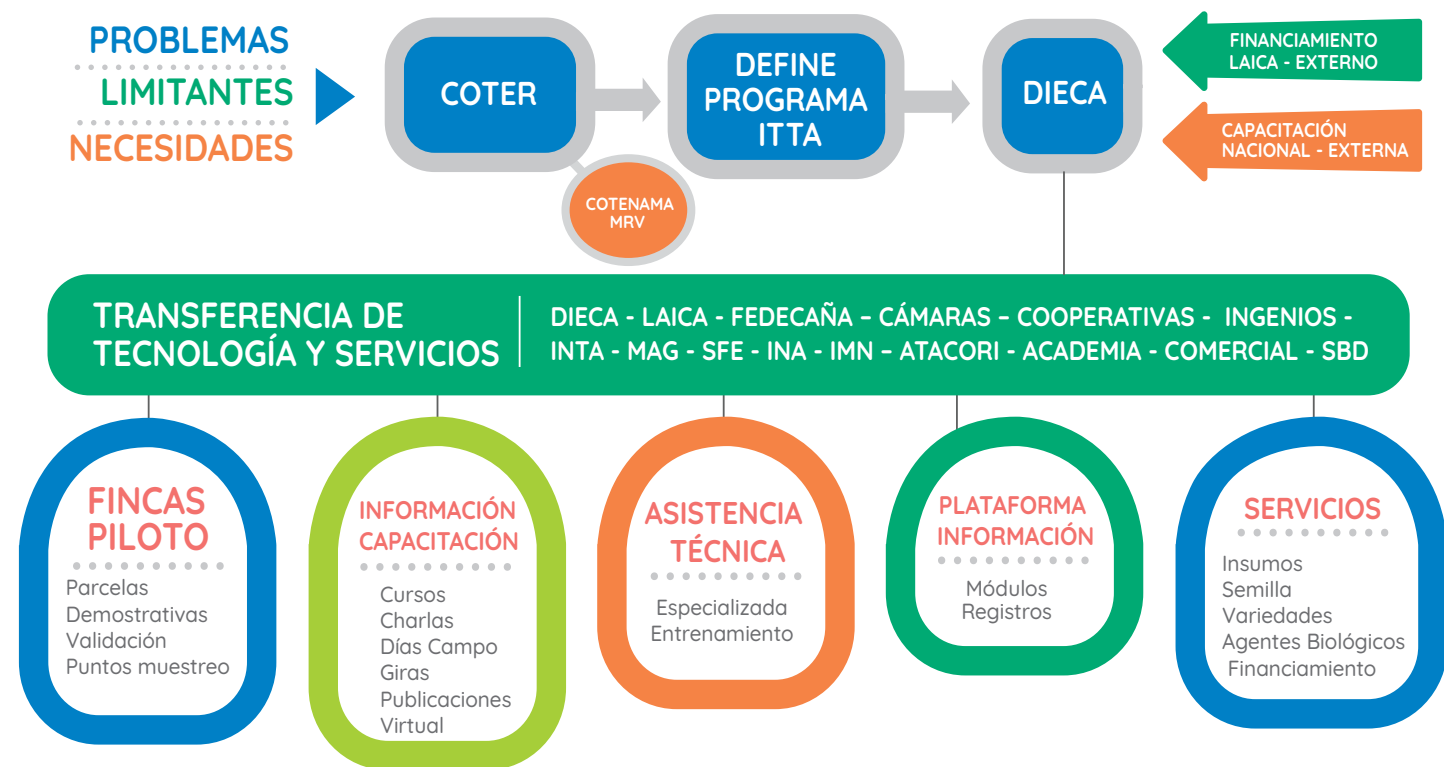 PROBLEMAS
LIMITANTES
NECESIDADES
COTER
COTENAMA
MRV
DEFINE
PROGRAMA
ITTA
DIECA
FINANCIAMIENTO
LAICA - EXTERNO
CAPACITACIÓN
NACIONAL - EXTERNA
TRANSFERENCIA DE
TECNOLOGÍA Y SERVICIOS
DIECA - LAICA - FEDECAÑA – CÁMARAS – COOPERATIVAS - INGENIOS -
INTA - MAG - SFE - INA - IMN – ATACORI - ACADEMIA - COMERCIAL - SBD
FINCAS
PILOTO
Parcelas
Demostrativas
Validación
Puntos muestreo
INFORMACIÓN
CAPACITACIÓN
Cursos
Charlas
Días Campo
Giras
Publicaciones
Virtual
ASISTENCIA
TÉCNICA
Especializada
Entrenamiento
PLATAFORMA
INFORMACIÓN
Módulos
Registros
SERVICIOS
Insumos
Semilla
Variedades
Agentes Biológicos
Financiamiento